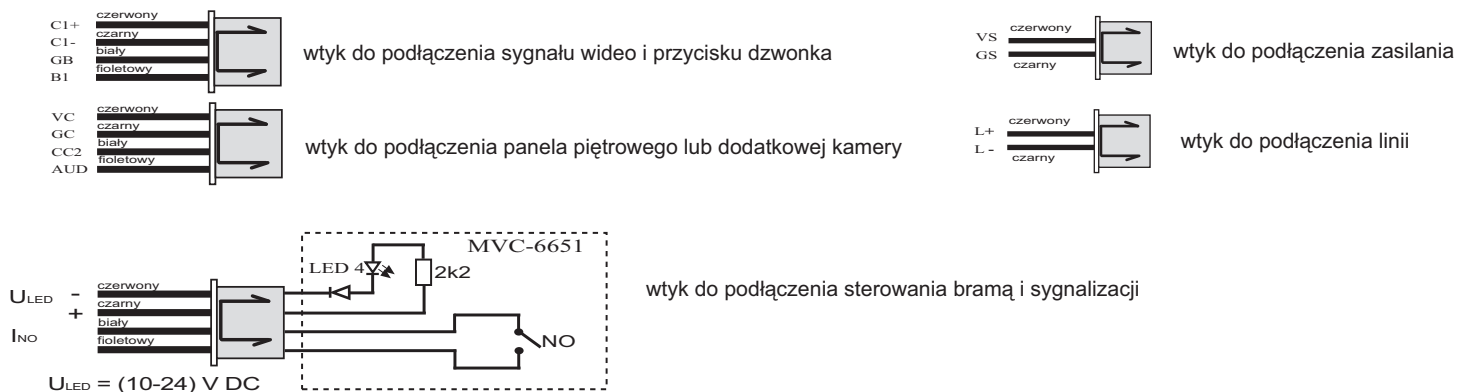 C1+ czerwony
C1- czarny
GB biały
B1 fioletowy
wtyk do podłączenia sygnału wideo i przycisku dzwonka
VS czerwony
GS czarny
wtyk do podłączenia zasilania
VC czerwony
GC czarny
CC2 biały
AUD fioletowy
wtyk do podłączenia panela piętrowego lub dodatkowej kamery
L+ czerwony
L - czarny
wtyk do podłączenia linii
MVC-6651
LED 4
2k2
ULED - czerwony
+ czarny
INO biały
fioletowy
NO
wtyk do podłączenia sterowania bramą i sygnalizacji
ULED = (10-24) V DC